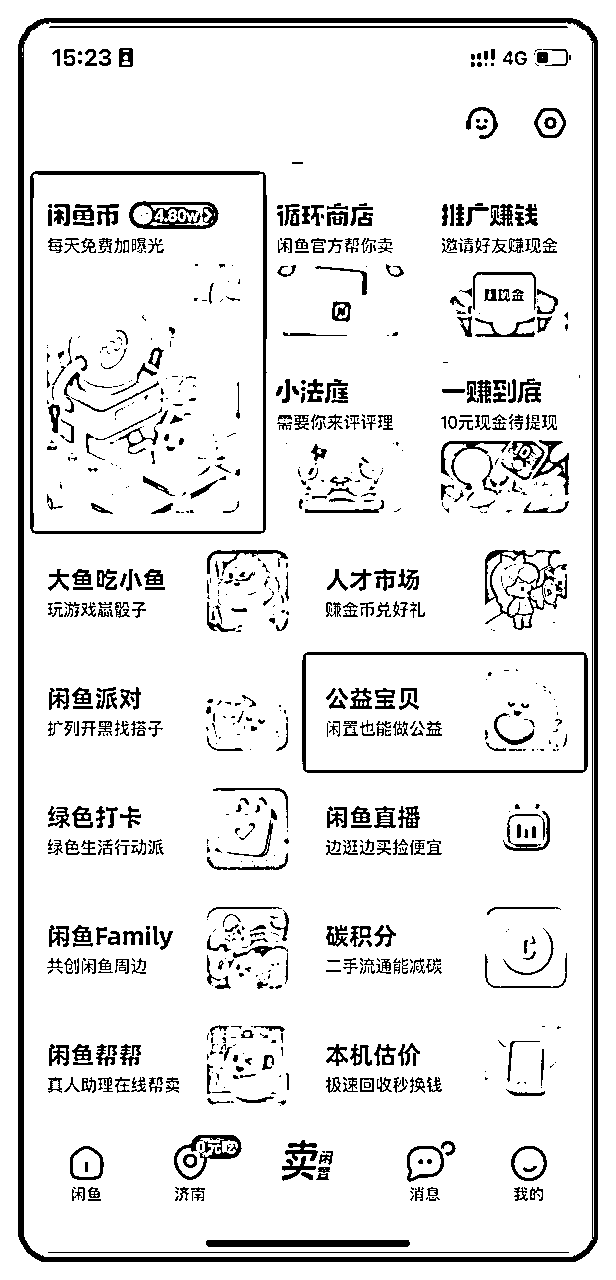 15:23 4G
闲鱼币 4.80w
每天免费加曝光
循环商店
闲鱼官方帮你卖
推广赚钱
邀请好友赚现金
赚现金
小法庭
需要你来评评理
一赚到底
10元现金待提现
大鱼吃小鱼
玩游戏赢骰子
人才市场
赚金币兑好礼
闲鱼派对
扩列开黑找搭子
公益宝贝
闲置也能做公益
绿色打卡
绿色生活行动派
闲鱼直播
边逛边买捡便宜
闲鱼Family
共创闲鱼周边
碳积分
二手流通能减碳
闲鱼帮帮
真人助理在线帮卖
本机估价
极速回收秒换钱
闲鱼
济南
卖闲置
消息
我的